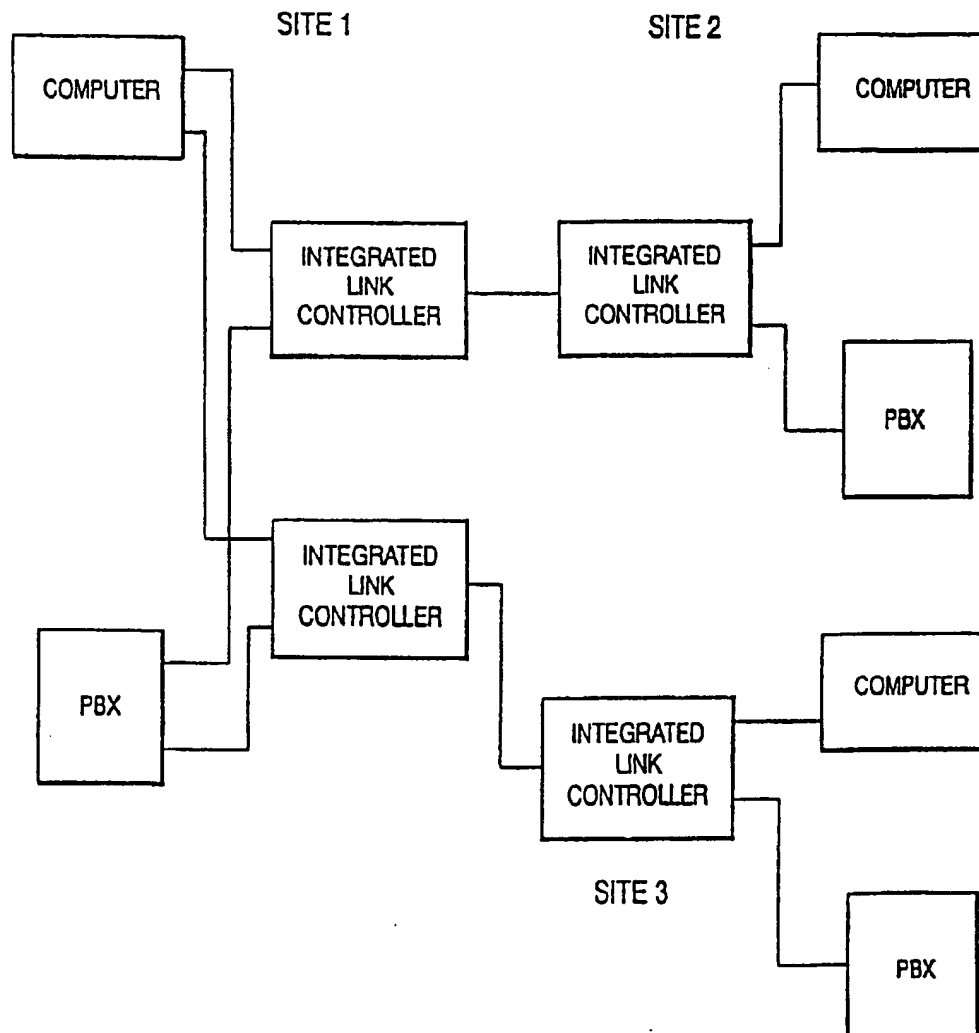 SITE 1
SITE 2
COMPUTER
COMPUTER
INTEGRATED
LINK
CONTROLLER
INTEGRATED
LINK
CONTROLLER
PBX
INTEGRATED
LINK
CONTROLLER
PBX
COMPUTER
INTEGRATED
LINK
CONTROLLER
SITE 3
PBX